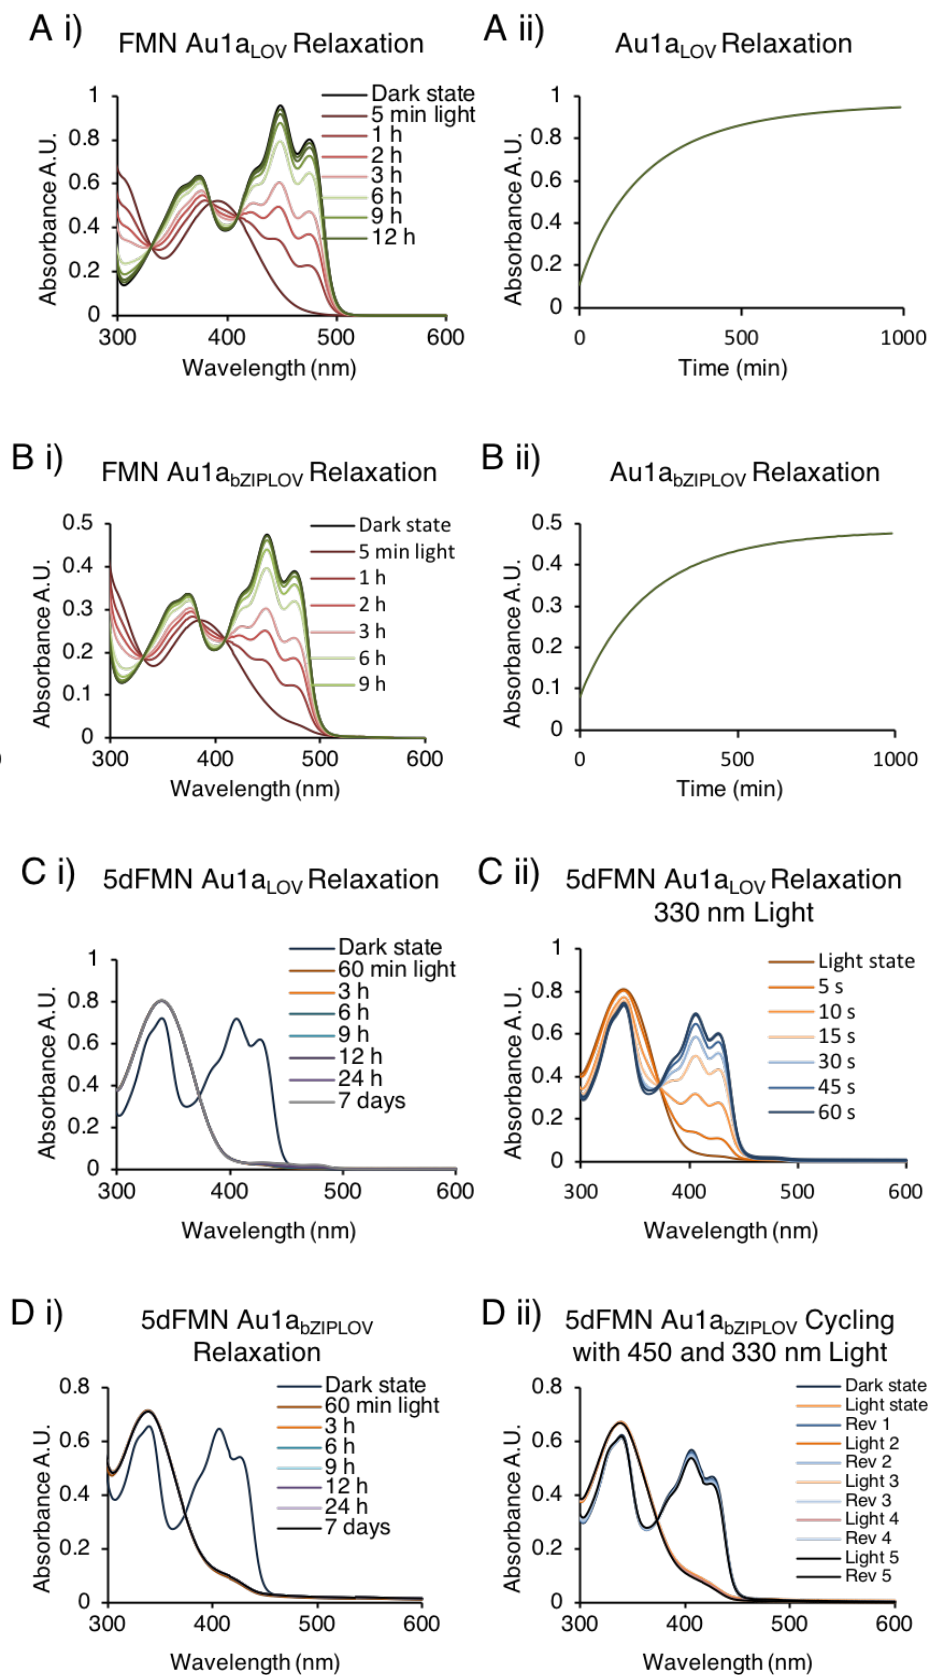 A i)
FMN Au1aLOV Relaxation
Absorbance A.U.
1
0.8
0.6
0.4
0.2
0
300
400
500
600
Wavelength (nm)
Dark state
5 min light
1 h
2 h
3 h
6 h
9 h
12 h
A ii)
Au1aLOV Relaxation
Absorbance A.U.
1
0.8
0.6
0.4
0.2
0
0
500
1000
Time (min)
B i)
FMN Au1abZIPLOV Relaxation
Absorbance A.U.
0.5
0.4
0.3
0.2
0.1
0
300
400
500
600
Wavelength (nm)
Dark state
5 min light
1 h
2 h
3 h
6 h
9 h
B ii)
Au1abZIPLOV Relaxation
Absorbance A.U.
0.5
0.4
0.3
0.2
0.1
0
0
500
1000
Time (min)
C i)
5dFMN Au1aLOV Relaxation
Absorbance A.U.
1
0.8
0.6
0.4
0.2
0
300
400
500
600
Wavelength (nm)
Dark state
60 min light
3 h
6 h
9 h
12 h
24 h
7 days
C ii)
5dFMN Au1aLOV Relaxation
330 nm Light
Absorbance A.U.
1
0.8
0.6
0.4
0.2
0
300
400
500
600
Wavelength (nm)
Light state
5 s
10 s
15 s
30 s
45 s
60 s
D i)
5dFMN Au1abZIPLOV
Relaxation
Absorbance A.U.
0.8
0.6
0.4
0.2
0
300
400
500
600
Wavelength (nm)
Dark state
60 min light
3 h
6 h
9 h
12 h
24 h
7 days
D ii)
5dFMN Au1abZIPLOV Cycling
with 450 and 330 nm Light
Absorbance A.U.
0.8
0.6
0.4
0.2
0
300
400
500
600
Wavelength (nm)
Dark state
Light state
Rev 1
Light 2
Rev 2
Light 3
Rev 3
Light 4
Rev 4
Light 5
Rev 5